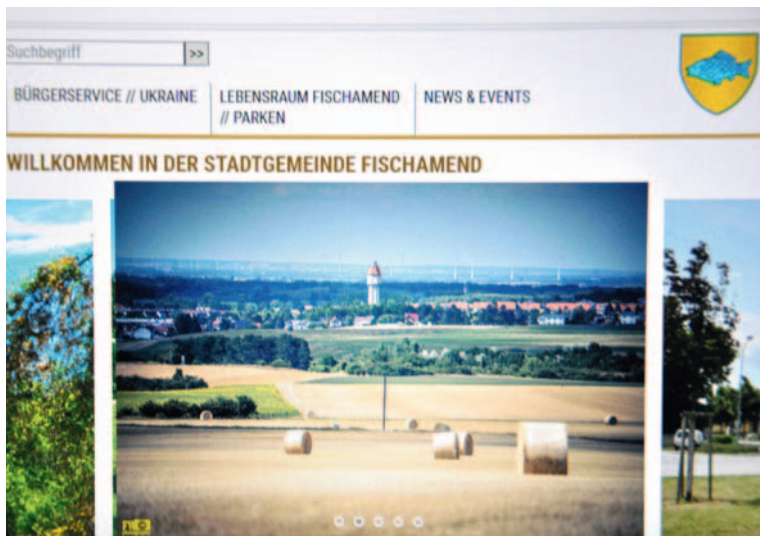 Suchbegriff >>
BÜRGERSERVICE // UKRAINE LEBENSRAUM FISCHAMEND NEWS & EVENTS
// PARKEN
WILLKOMMEN IN DER STADTGEMEINDE FISCHAMEND